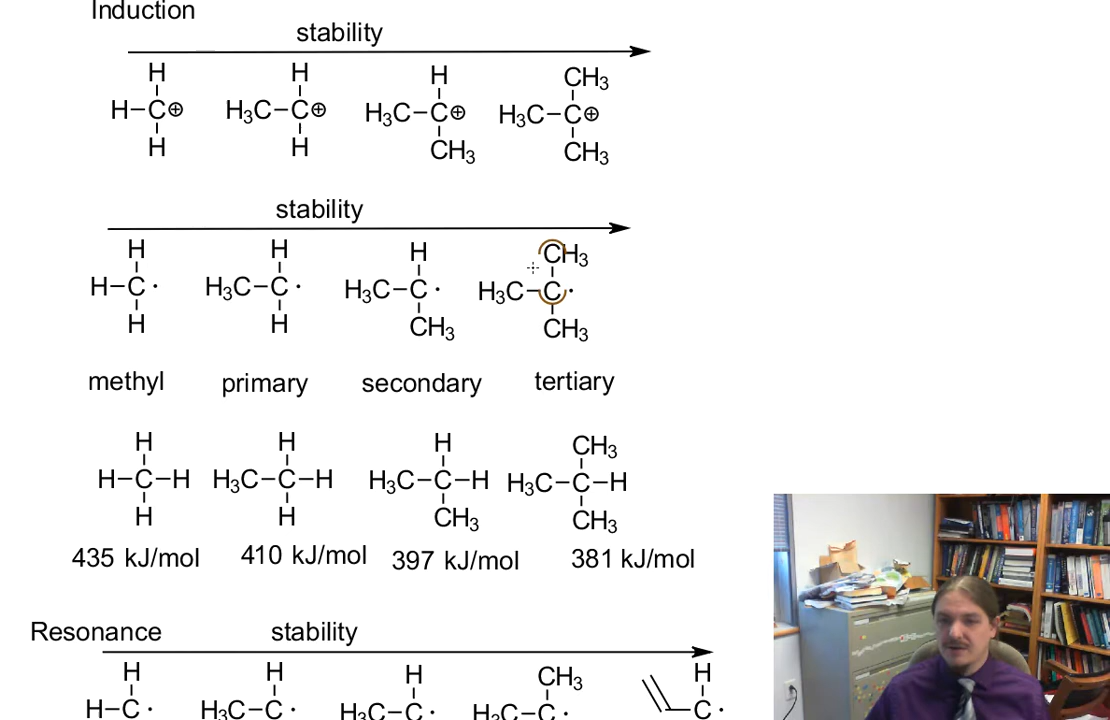 Induction
stability
H H H CH₃
H–C⊕ H₃C–C⊕ H₃C–C⊕ H₃C–C⊕
H H CH₃ CH₃
stability
H H H CH₃
H–C· H₃C–C· H₃C–C· H₃C–C·
H H CH₃ CH₃
methyl primary secondary tertiary
H H H CH₃
H–C–H H₃C–C–H H₃C–C–H H₃C–C–H
H H CH₃ CH₃
435 kJ/mol 410 kJ/mol 397 kJ/mol 381 kJ/mol
Resonance stability
H H H CH₃ H
H–C· H₃C–C· H₃C–C· H₃C–C· C·